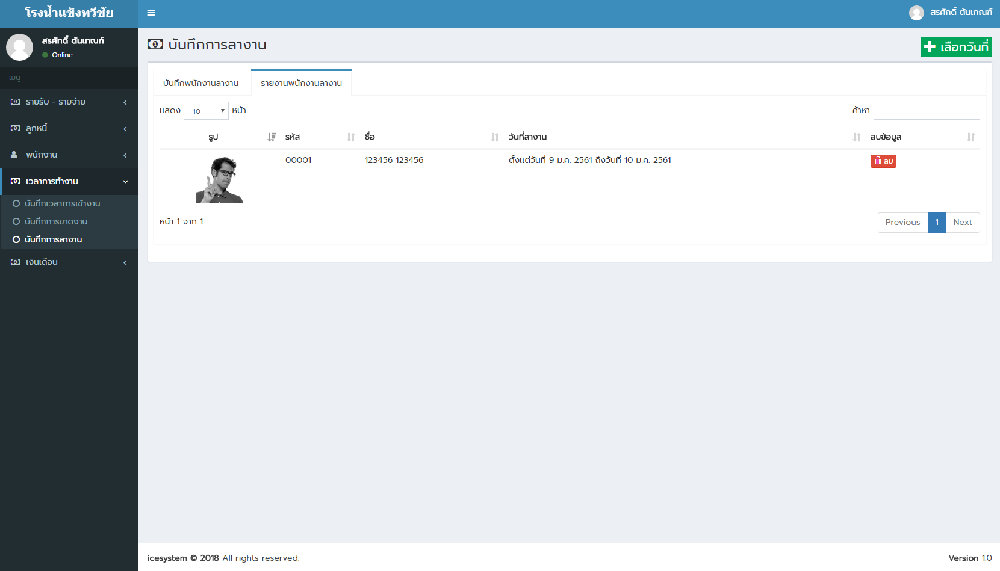 โรงน้ำแข็งทวีชัย
สรศักดิ์ ตันเกณฑ์
สรศักดิ์ ตันเกณฑ์
Online
เมนู
รายรับ - รายจ่าย
ลูกหนี้
พนักงาน
เวลาการทำงาน
บันทึกเวลาการเข้างาน
บันทึกการขาดงาน
บันทึกการลางาน
เงินเดือน
บันทึกการลางาน
เลือกวันที่
บันทึกพนักงานลางาน รายงานพนักงานลางาน
แสดง 10 หน้า ค้าหา
รูป รหัส ชื่อ วันที่ลางาน ลบข้อมูล
00001 123456 123456 ตั้งแต่วันที่ 9 ม.ค. 2561 ถึงวันที่ 10 ม.ค. 2561 ลบ
หน้า 1 จาก 1 Previous 1 Next
icesystem © 2018 All rights reserved. Version 1.0